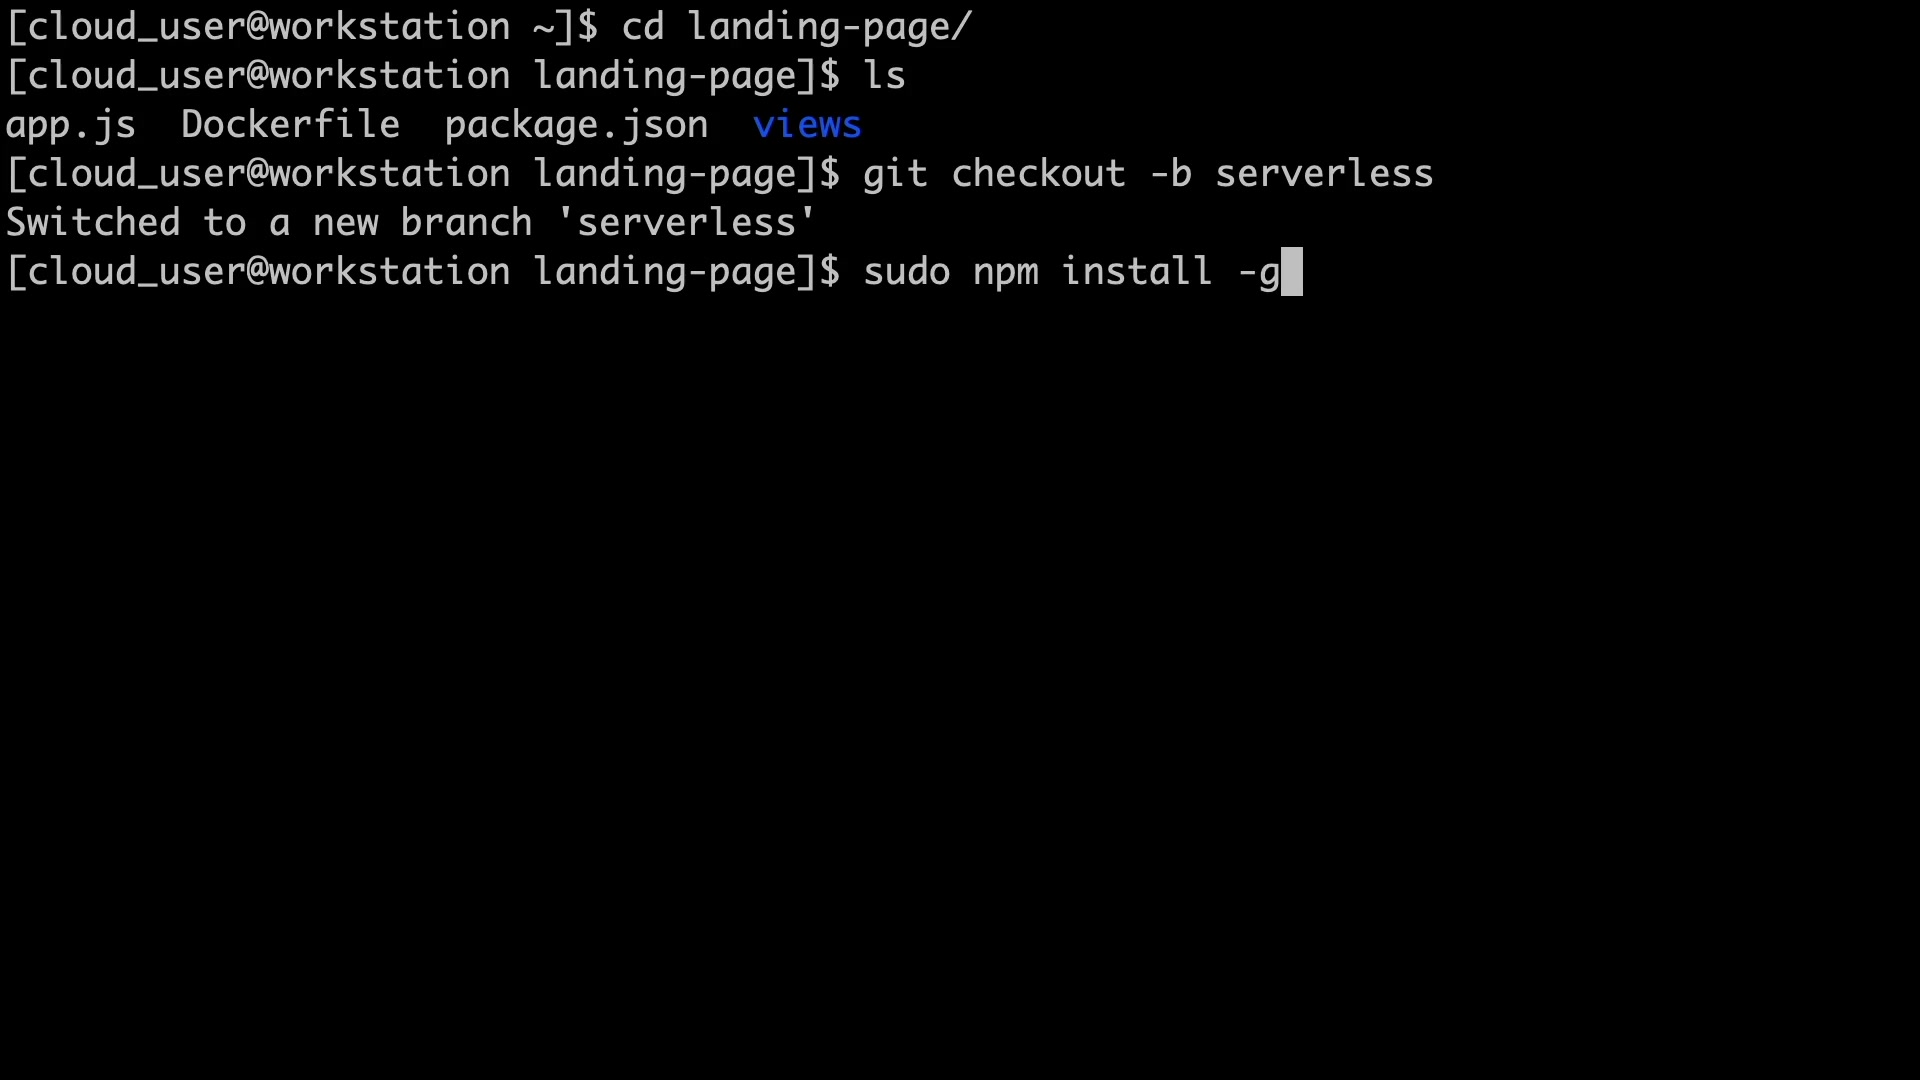 [cloud_user@workstation ~]$ cd landing-page/
[cloud_user@workstation landing-page]$ ls
app.js  Dockerfile  package.json  views
[cloud_user@workstation landing-page]$ git checkout -b serverless
Switched to a new branch 'serverless'
[cloud_user@workstation landing-page]$ sudo npm install -g